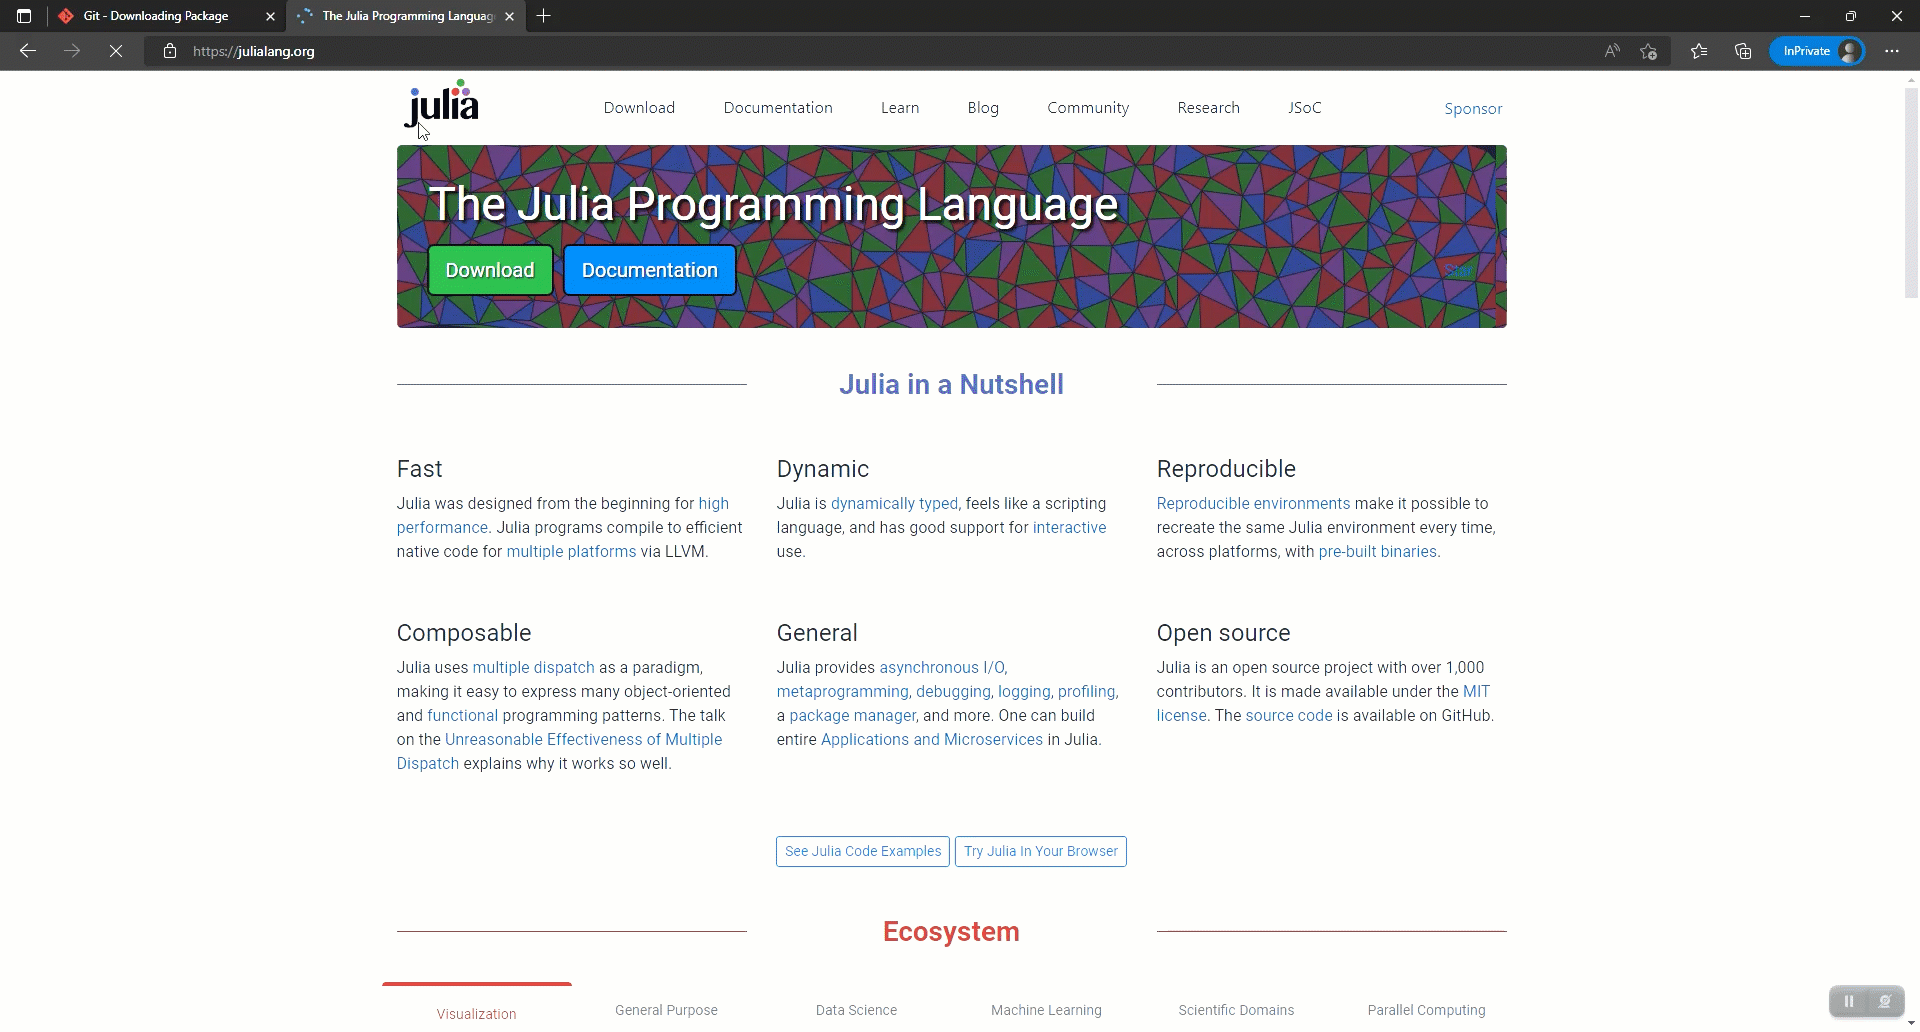 Git - Downloading Package
The Julia Programming Languag
https://julialang.org
InPrivate
julia
Download
Documentation
Learn
Blog
Community
Research
JSoC
Sponsor
The Julia Programming Language
Download
Documentation
Star
Julia in a Nutshell
Fast
Julia was designed from the beginning for high
performance. Julia programs compile to efficient
native code for multiple platforms via LLVM.
Dynamic
Julia is dynamically typed, feels like a scripting
language, and has good support for interactive
use.
Reproducible
Reproducible environments make it possible to
recreate the same Julia environment every time,
across platforms, with pre-built binaries.
Composable
Julia uses multiple dispatch as a paradigm,
making it easy to express many object-oriented
and functional programming patterns. The talk
on the Unreasonable Effectiveness of Multiple
Dispatch explains why it works so well.
General
Julia provides asynchronous I/O,
metaprogramming, debugging, logging, profiling,
a package manager, and more. One can build
entire Applications and Microservices in Julia.
Open source
Julia is an open source project with over 1,000
contributors. It is made available under the MIT
license. The source code is available on GitHub.
See Julia Code Examples
Try Julia In Your Browser
Ecosystem
Visualization
General Purpose
Data Science
Machine Learning
Scientific Domains
Parallel Computing